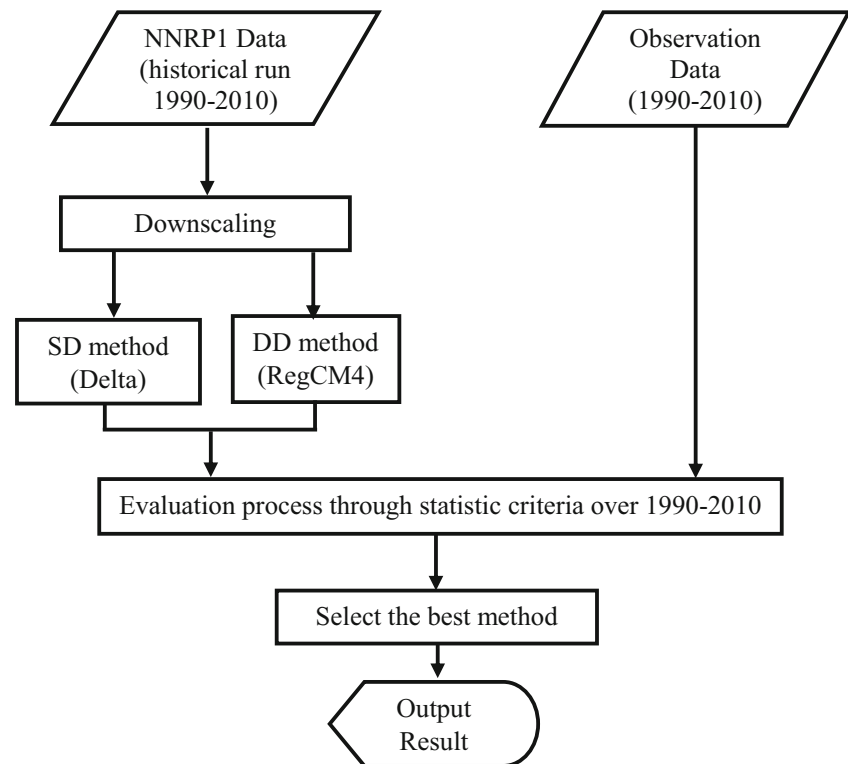 NNRP1 Data
(historical run
1990-2010)
Observation
Data
(1990-2010)
Downscaling
SD method
(Delta)
DD method
(RegCM4)
Evaluation process through statistic criteria over 1990-2010
Select the best method
Output
Result